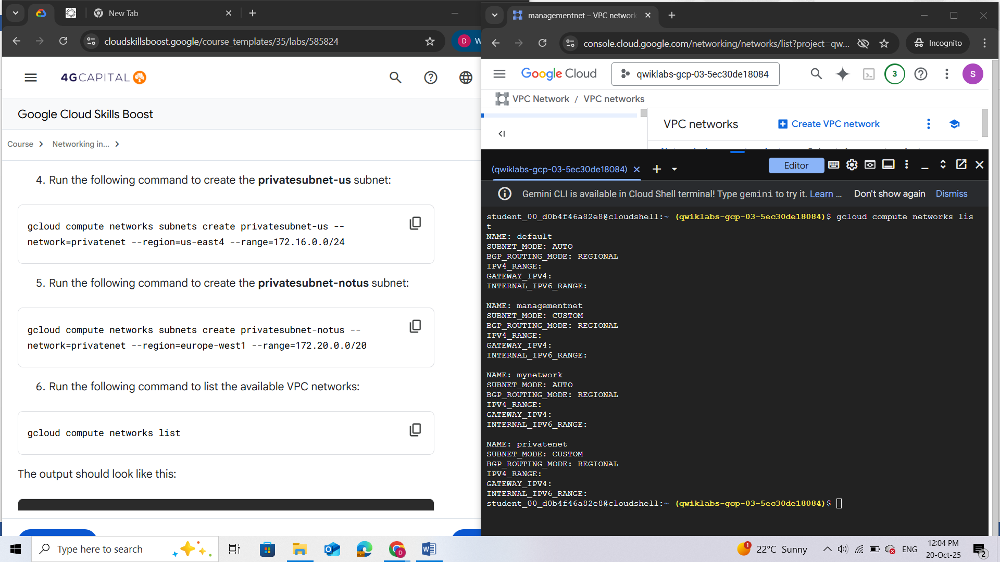 New Tab
cloudskillsboost.google/course_templates/35/labs/585824
D W
4GCAPITAL
Google Cloud Skills Boost
Course
Networking in...
4. Run the following command to create the privatesubnet-us subnet:
gcloud compute networks subnets create privatesubnet-us --
network=privatenet --region=us-east4 --range=172.16.0.0/24
5. Run the following command to create the privatesubnet-notus subnet:
gcloud compute networks subnets create privatesubnet-notus --
network=privatenet --region=europe-west1 --range=172.20.0.0/20
6. Run the following command to list the available VPC networks:
gcloud compute networks list
The output should look like this:
managementnet – VPC network
console.cloud.google.com/networking/networks/list?project=qw...
Incognito
Google Cloud
qwiklabs-gcp-03-5ec30de18084
3
S
VPC Network / VPC networks
VPC networks
Create VPC network
(qwiklabs-gcp-03-5ec30de18084)
Editor
Gemini CLI is available in Cloud Shell terminal! Type gemini to try it. Learn ...
Don't show again
Dismiss
student_00_d0b4f46a82e8@cloudshell:~ (qwiklabs-gcp-03-5ec30de18084)$ gcloud compute networks lis
t
NAME: default
SUBNET_MODE: AUTO
BGP_ROUTING_MODE: REGIONAL
IPV4_RANGE:
GATEWAY_IPV4:
INTERNAL_IPV6_RANGE:
NAME: managementnet
SUBNET_MODE: CUSTOM
BGP_ROUTING_MODE: REGIONAL
IPV4_RANGE:
GATEWAY_IPV4:
INTERNAL_IPV6_RANGE:
NAME: mynetwork
SUBNET_MODE: AUTO
BGP_ROUTING_MODE: REGIONAL
IPV4_RANGE:
GATEWAY_IPV4:
INTERNAL_IPV6_RANGE:
NAME: privatenet
SUBNET_MODE: CUSTOM
BGP_ROUTING_MODE: REGIONAL
IPV4_RANGE:
GATEWAY_IPV4:
INTERNAL_IPV6_RANGE:
student_00_d0b4f46a82e8@cloudshell:~ (qwiklabs-gcp-03-5ec30de18084)$
Type here to search
1
22°C Sunny
ENG
12:04 PM
20-Oct-25
2